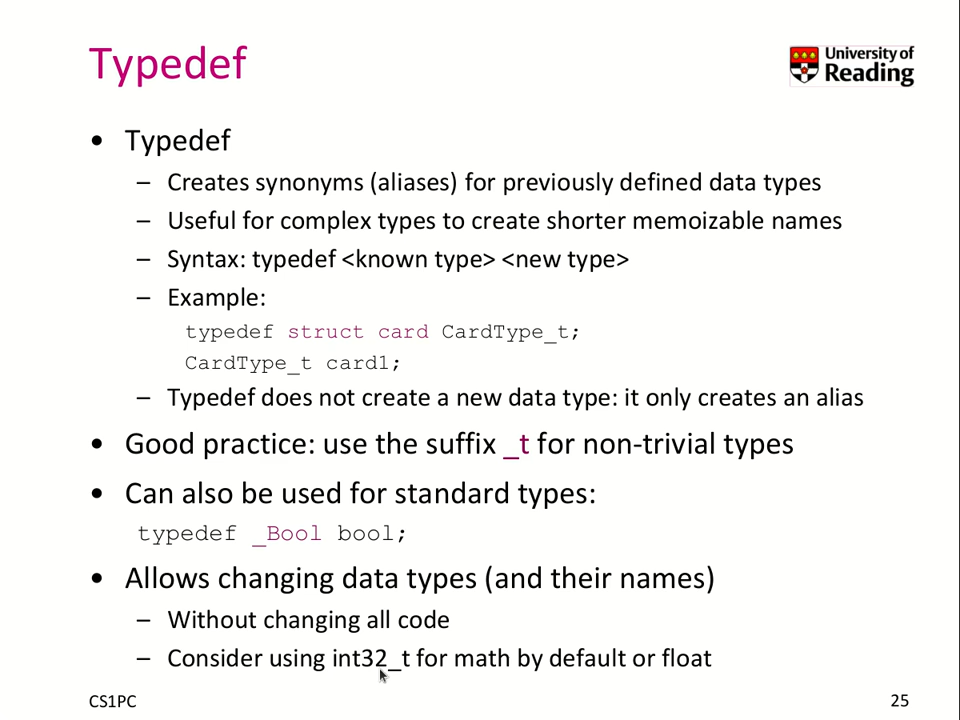 Typedef
University of
Reading
• Typedef
– Creates synonyms (aliases) for previously defined data types
– Useful for complex types to create shorter memoizable names
– Syntax: typedef <known type> <new type>
– Example:
typedef struct card CardType_t;
CardType_t card1;
– Typedef does not create a new data type: it only creates an alias
• Good practice: use the suffix _t for non-trivial types
• Can also be used for standard types:
typedef _Bool bool;
• Allows changing data types (and their names)
– Without changing all code
– Consider using int32_t for math by default or float
CS1PC
25